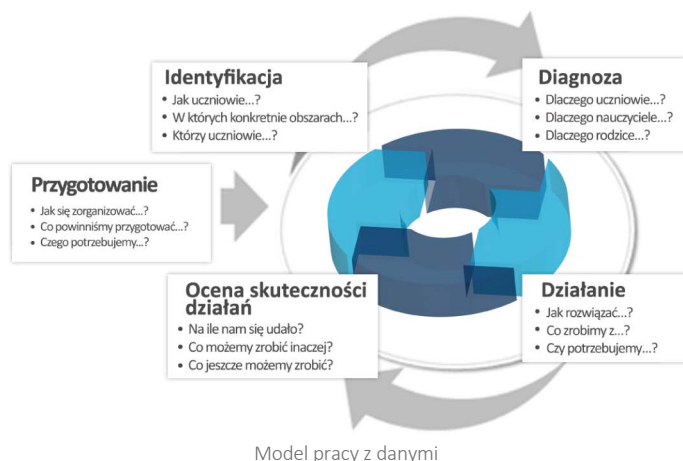 Identyfikacja
• Jak uczniowie...?
• W których konkretnie obszarach...?
• Którzy uczniowie...?
Diagnoza
• Dlaczego uczniowie...?
• Dlaczego nauczyciele...?
• Dlaczego rodzice...?
Przygotowanie
• Jak się zorganizować...?
• Co powinniśmy przygotować...?
• Czego potrzebujemy...?
Ocena skuteczności
działań
• Na ile nam się udało?
• Co możemy zrobić inaczej?
• Co jeszcze możemy zrobić?
Działanie
• Jak rozwiązać...?
• Co zrobimy z...?
• Czy potrzebujemy...?
Model pracy z danymi